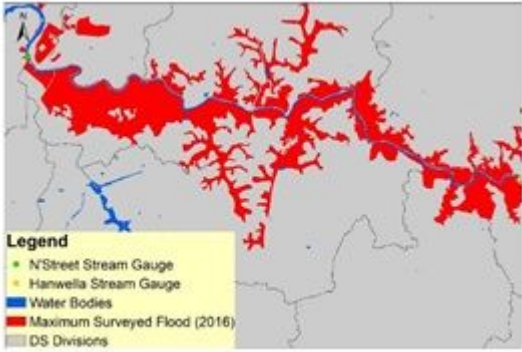 N
Legend
N'Street Stream Gauge
Hanwella Stream Gauge
Water Bodies
Maximum Surveyed Flood (2016)
DS Divisions